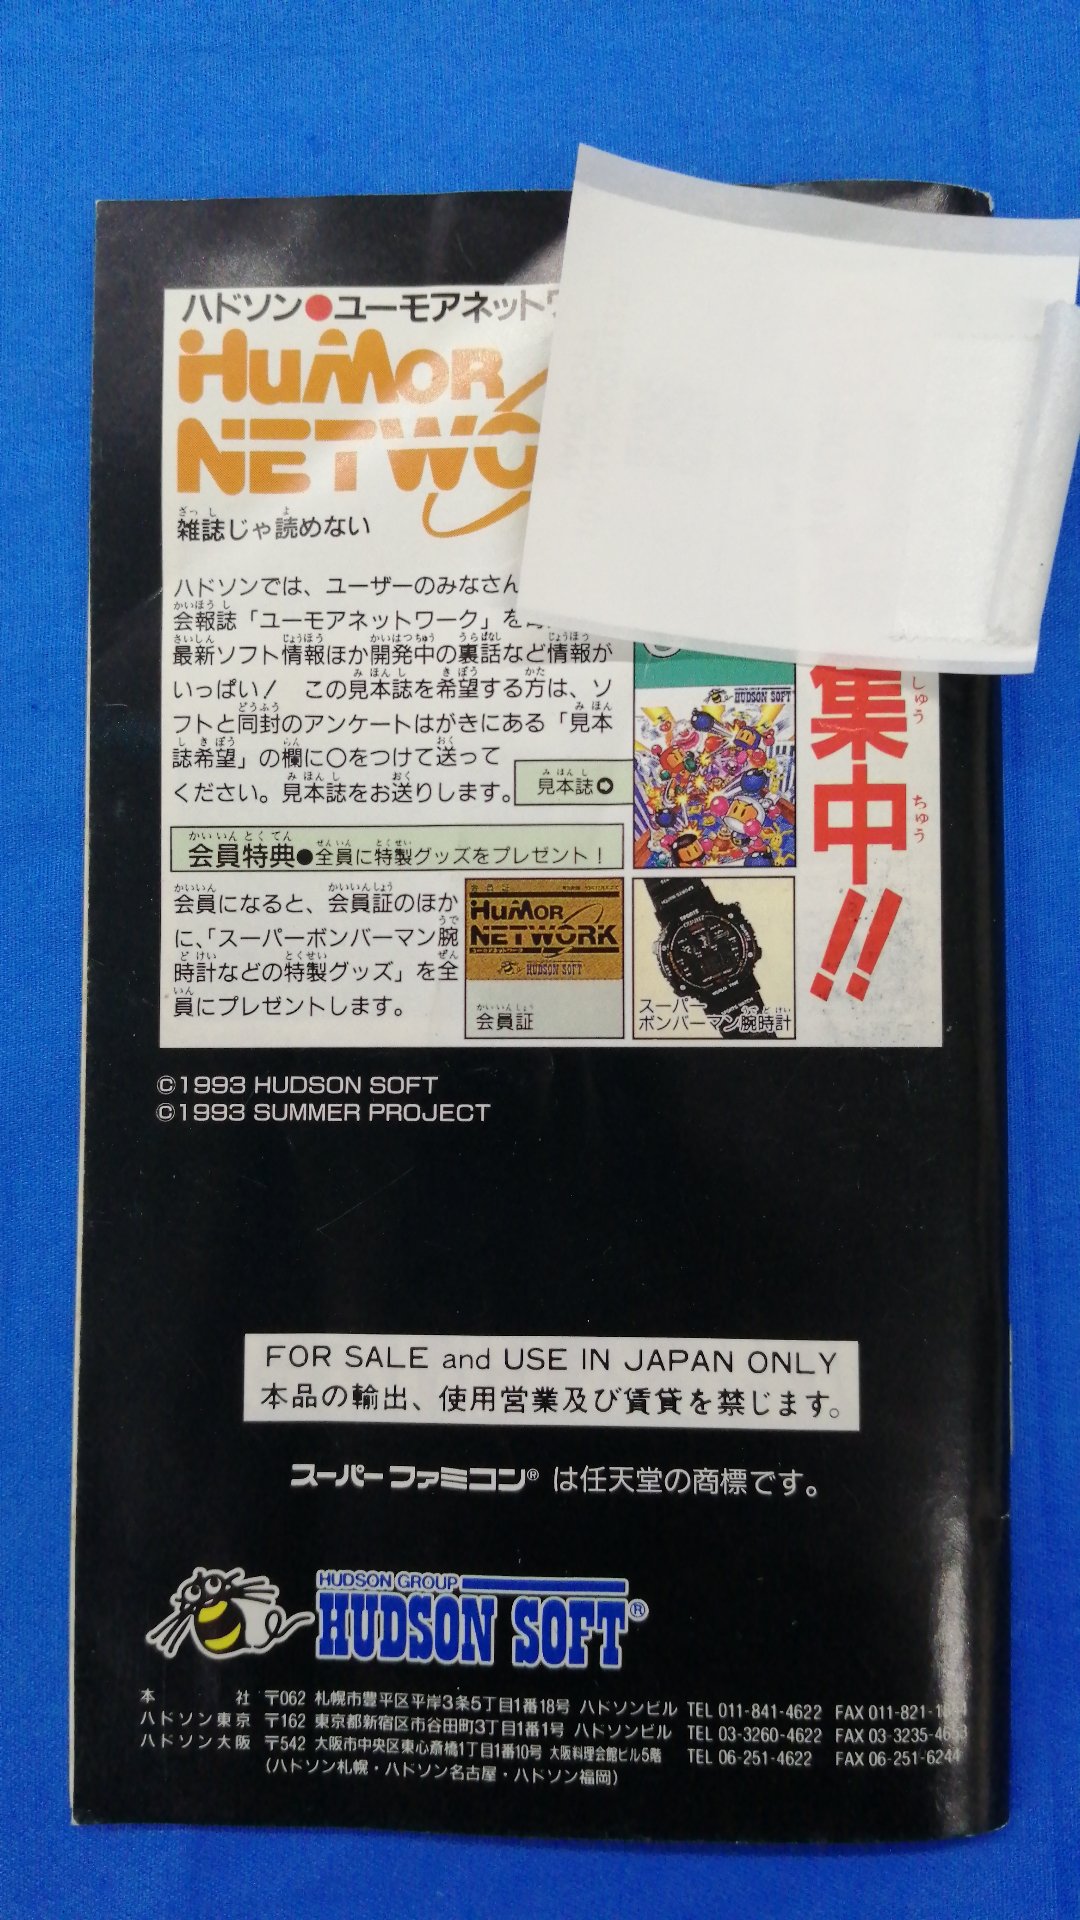 ハドソン●ユーモアネット
HUMOR
NETWO
雑誌じゃ読めない
ハドソンでは、ユーザーのみなさん
会報誌「ユーモアネットワーク」を
最新ソフト情報ほか開発中の裏話など情報が
いっぱい! この見本誌を希望する方は、ソ
フトと同封のアンケートはがきにある「見本
誌希望」の欄に○をつけて送って
ください。見本誌をお送りします。
見本誌
HUDSON SOFT
集中!!
会員特典●全員に特製グッズをプレゼント!
会員になると、会員証のほか
に、「スーパーボンバーマン腕
時計などの特製グッズ」を全
員にプレゼントします。
HUMOR
NETWORK
HUDSON SOFT
会員証
スーパー
ボンバーマン腕時計
©1993 HUDSON SOFT
©1993 SUMMER PROJECT
FOR SALE and USE IN JAPAN ONLY
本品の輸出、使用営業及び賃貸を禁じます。
スーパーファミコン® は任天堂の商標です。
HUDSON GROUP
HUDSON SOFT®
本社 〒062 札幌市豊平区平岸3条5丁目1番18号 ハドソンビル TEL 011-841-4622 FAX 011-821-
ハドソン東京 〒162 東京都新宿区市谷田町3丁目1番1号 ハドソンビル TEL 03-3260-4622 FAX 03-3235-4653
ハドソン大阪 〒542 大阪市中央区東心斎橋1丁目1番10号 大阪料理会館ビル5階 TEL 06-251-4622 FAX 06-251-6244
(ハドソン札幌・ハドソン名古屋・ハドソン福岡)